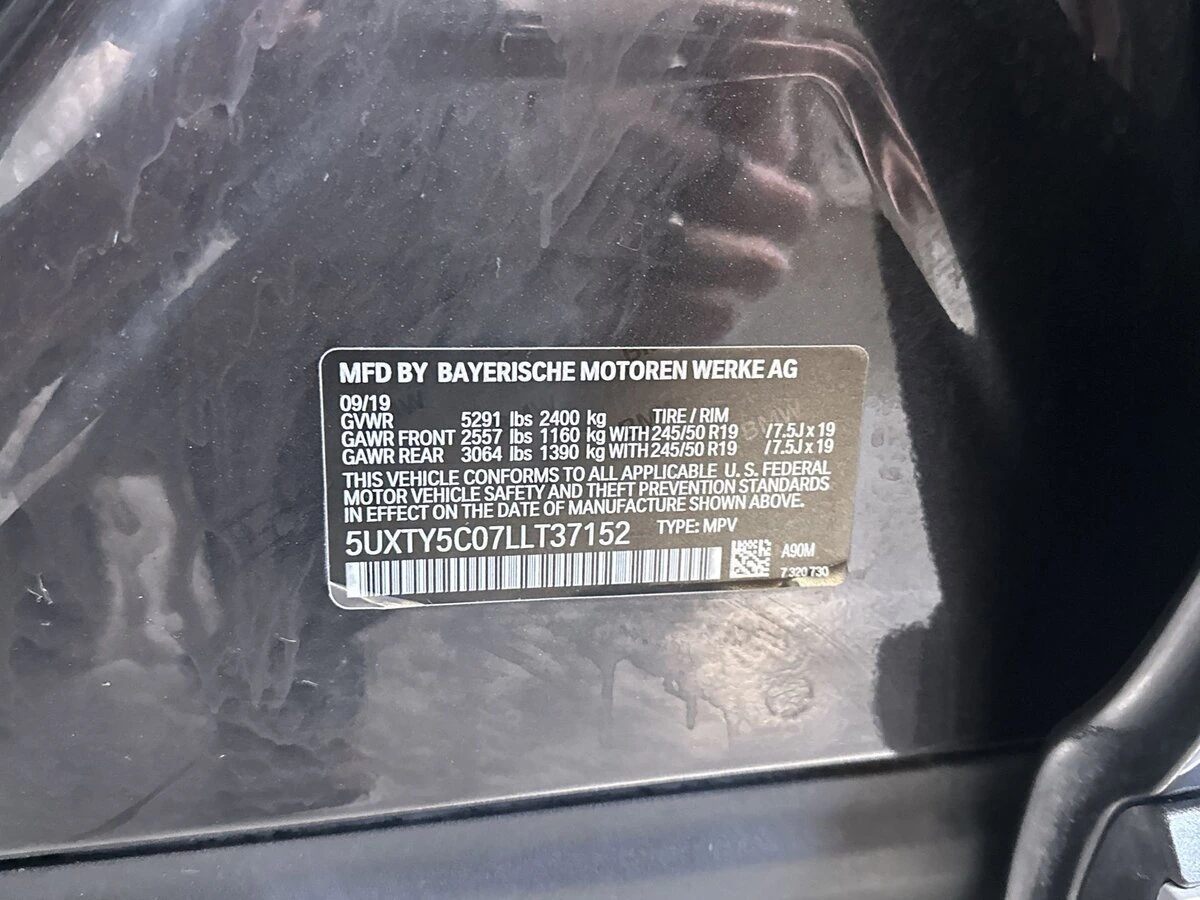 MFD BY BAYERISCHE MOTOREN WERKE AG
09/19
GVWR 5291 lbs 2400 kg TIRE / RIM
GAWR FRONT 2557 lbs 1160 kg WITH 245/50 R19 /7.5J x 19
GAWR REAR 3064 lbs 1390 kg WITH 245/50 R19 /7.5J x 19
THIS VEHICLE CONFORMS TO ALL APPLICABLE U. S. FEDERAL
MOTOR VEHICLE SAFETY AND THEFT PREVENTION STANDARDS
IN EFFECT ON THE DATE OF MANUFACTURE SHOWN ABOVE.
5UXTY5C07LLT37152 TYPE: MPV
A90M
7 320 730
BMW